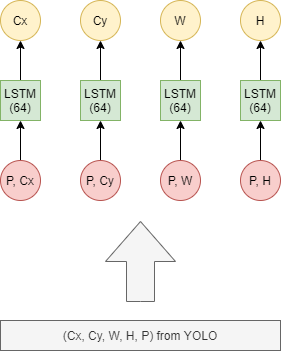 Cx Cy W H
LSTM LSTM LSTM LSTM
(64) (64) (64) (64)
P, Cx P, Cy P, W P, H
(Cx, Cy, W, H, P) from YOLO